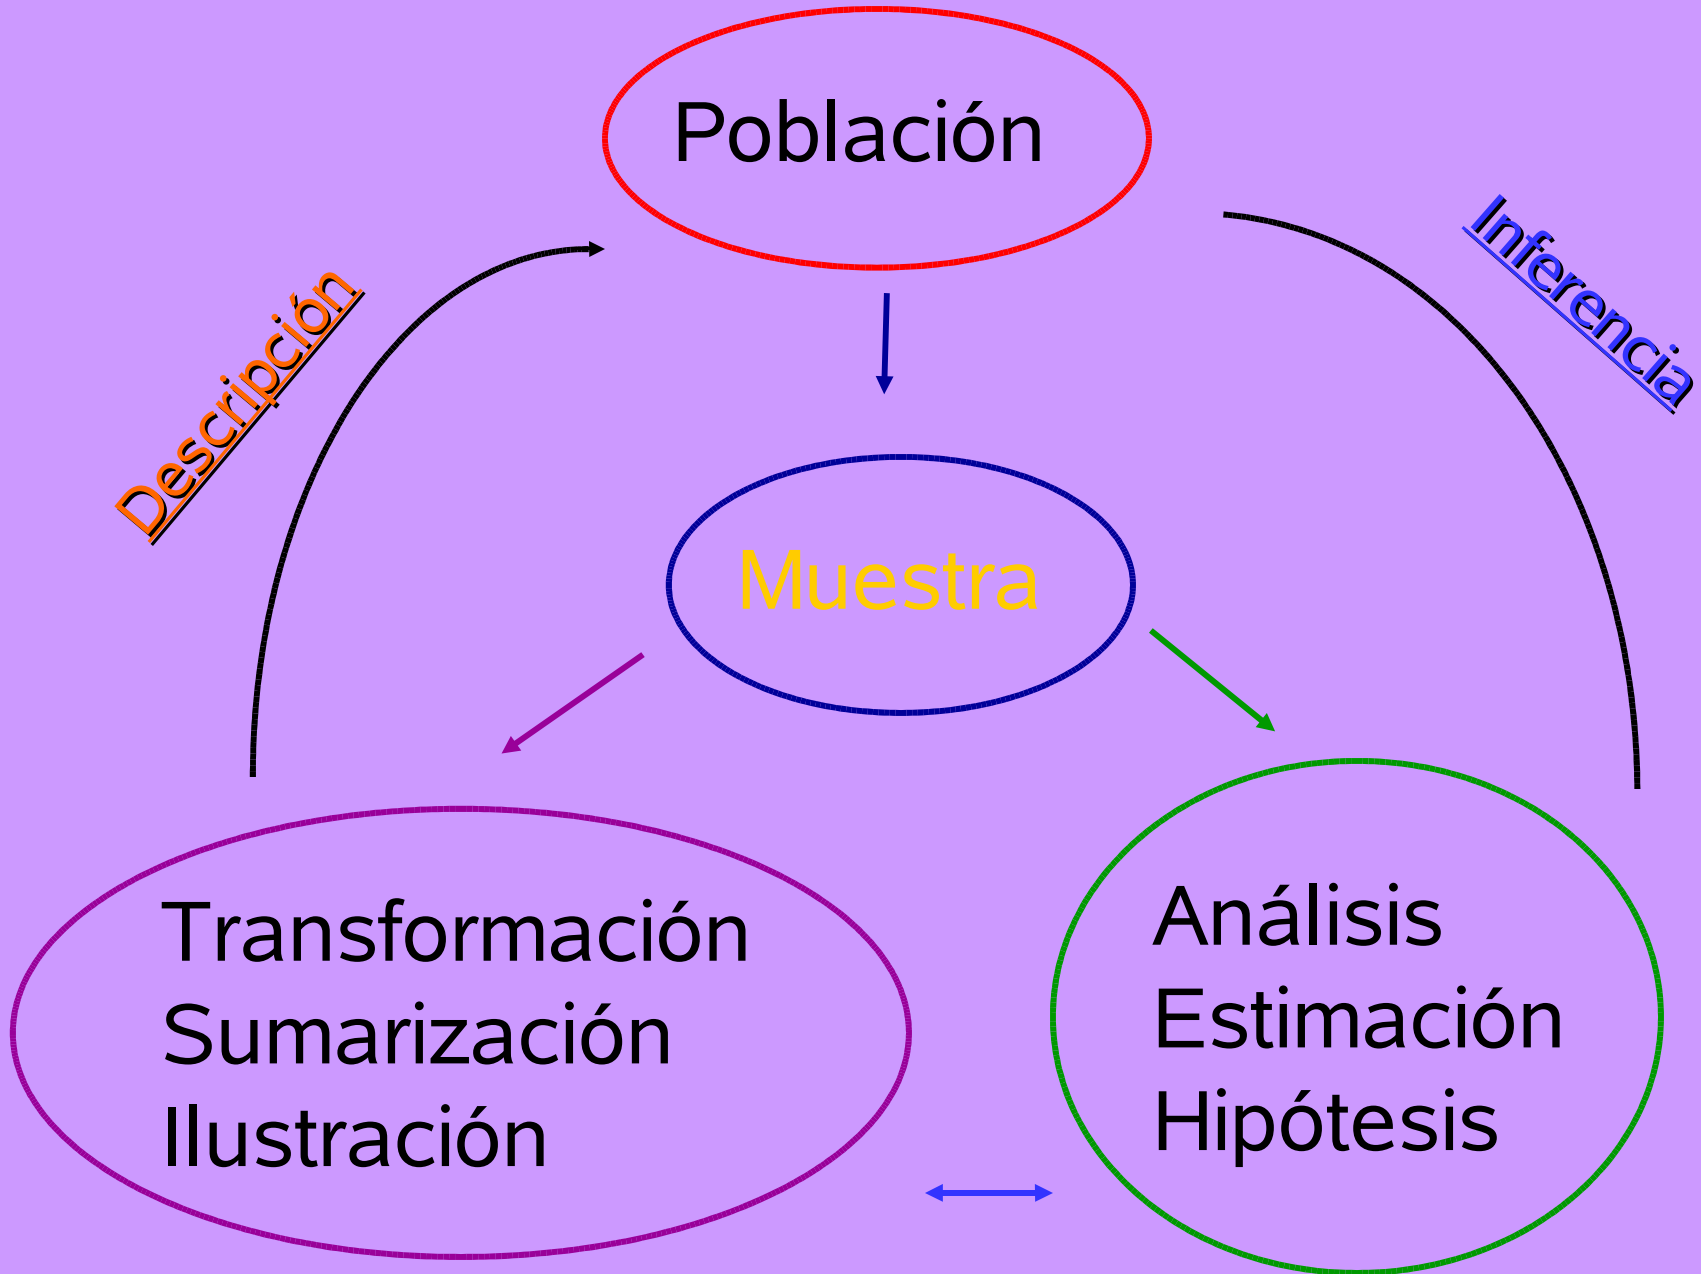 Población
Descripción
Inferencia
Muestra
Transformación
Sumarización
Ilustración
Análisis
Estimación
Hipótesis